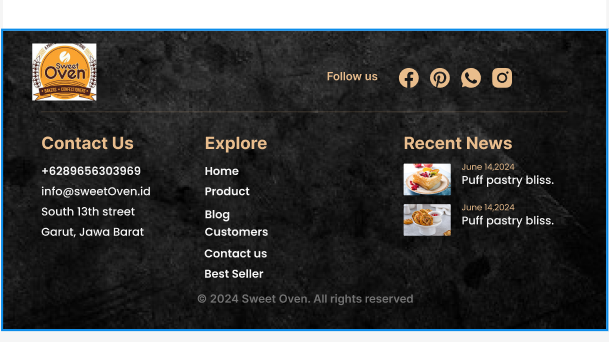 Sweet
Oven
BAKERY • CONFECTIONERY
Follow us
Contact Us
+6289656303969
info@sweetOven.id
South 13th street
Garut, Jawa Barat
Explore
Home
Product
Blog
Customers
Contact us
Best Seller
Recent News
June 14,2024
Puff pastry bliss.
June 14,2024
Puff pastry bliss.
© 2024 Sweet Oven. All rights reserved